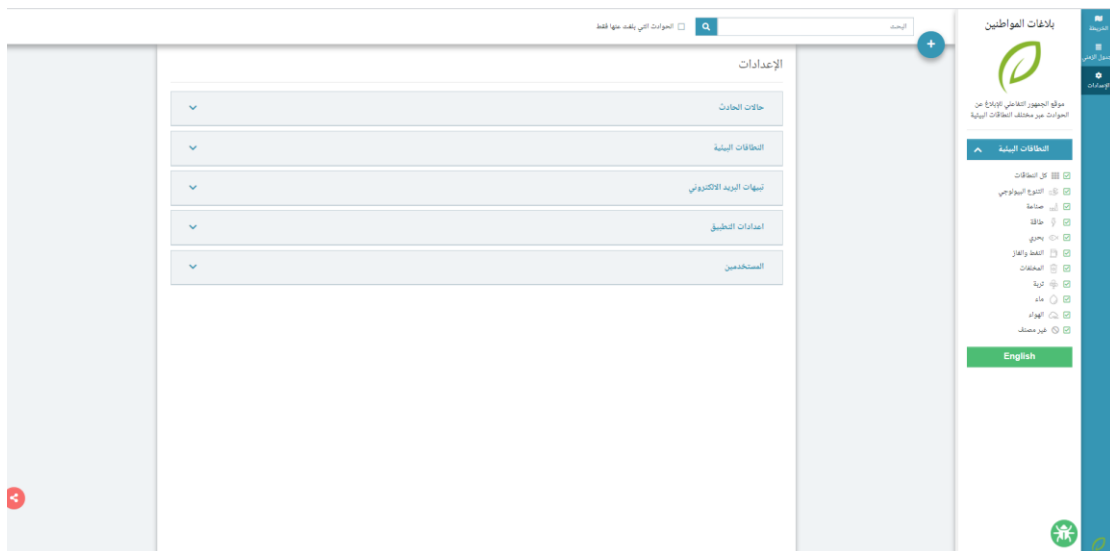 الخريطة
الإعدادات
بلاغات المواطنين
موقع الجمهور التفاعلي للإبلاغ عن
الحوادث عبر مختلف النطاقات البيئية
النطاقات البيئية
كل النطاقات
التنوع البيولوجي
صناعة
طاقة
بحري
النفط والغاز
المخلفات
تربة
ماء
الهواء
غير مصنف
English
البحث
الحوادث التي بلغت عنها فقط
الإعدادات
حالات الحادث
النطاقات البيئية
تبيهات البريد الالكتروني
اعدادات التطبيق
المستخدمين